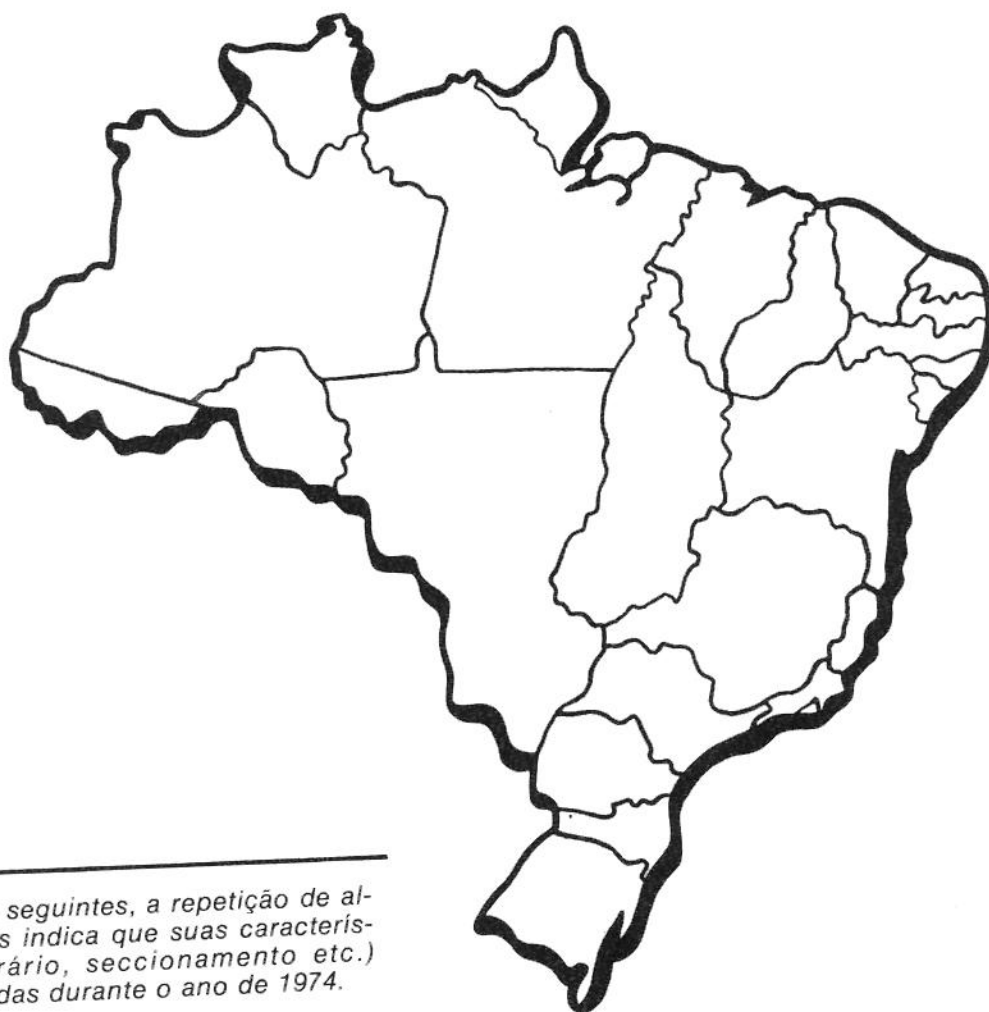 seguintes, a repetição de al-
s indica que suas caracterís-
rário, seccionamento etc.)
das durante o ano de 1974.